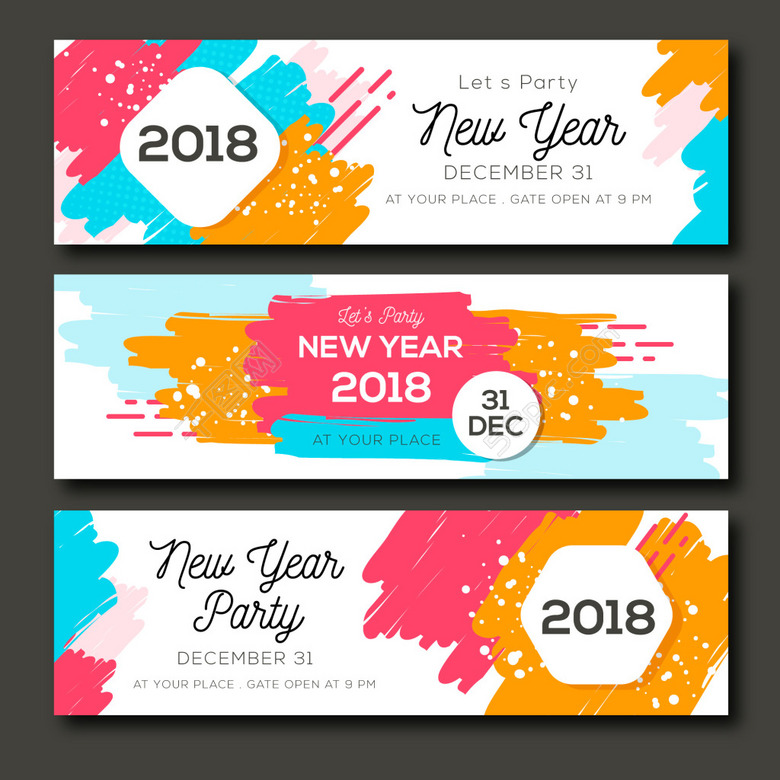 2018
Let s Party
New Year
DECEMBER 31
AT YOUR PLACE . GATE OPEN AT 9 PM
Let's Party
NEW YEAR
2018
31
DEC
AT YOUR PLACE
New Year
Party
DECEMBER 31
AT YOUR PLACE . GATE OPEN AT 9 PM
2018